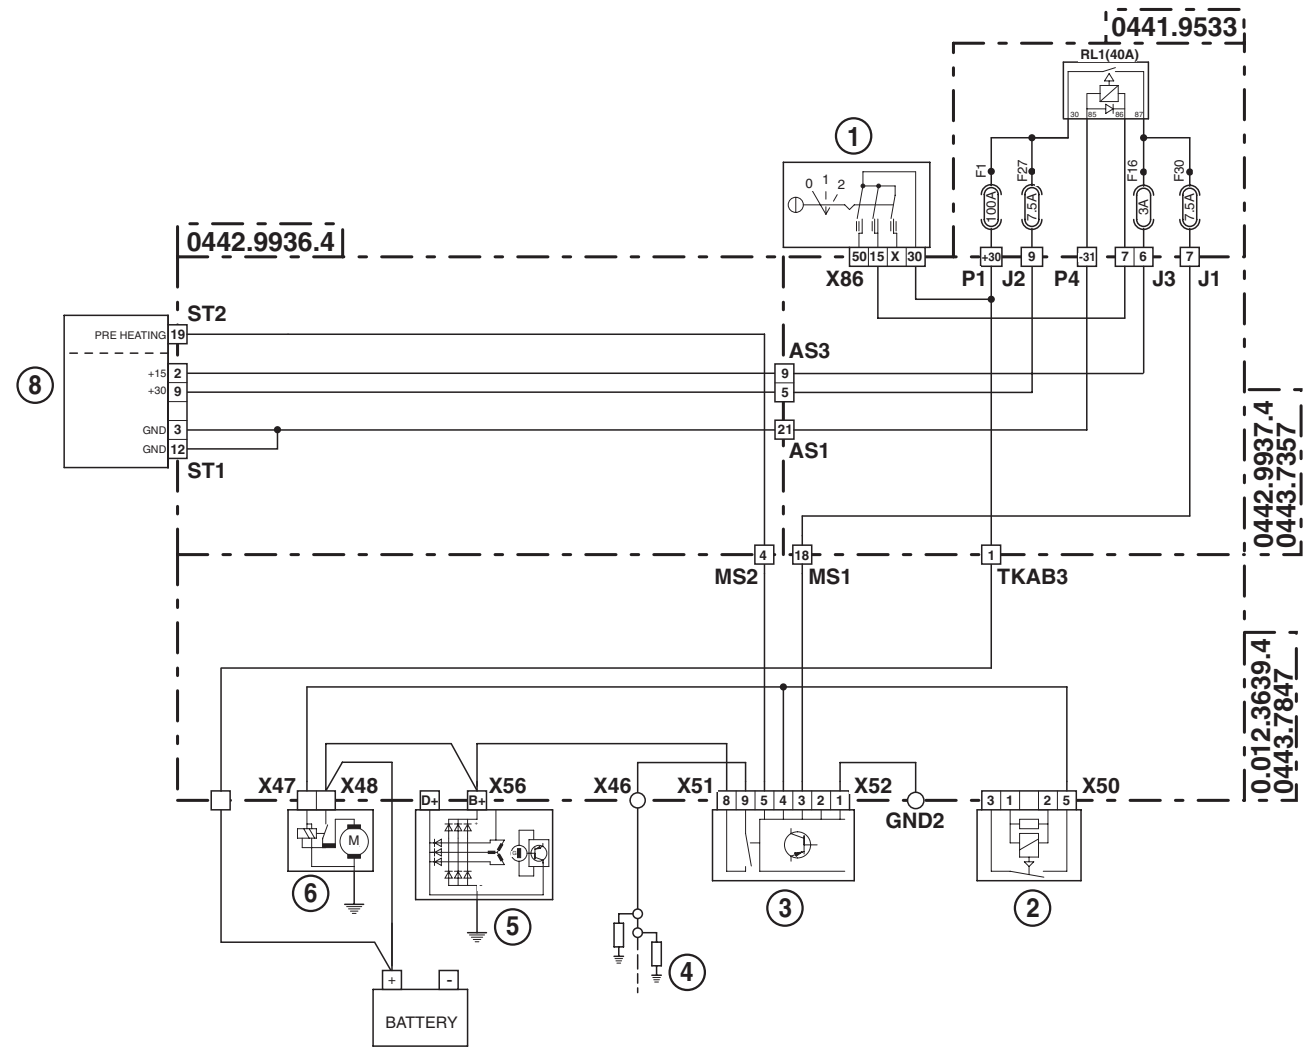 0441.9533
RL1(40A)
30 85 86 87
1
0 1 2
F1 F27 F16 F30
100A 7.5A 3A 7.5A
0442.9936.4
50 15 X 30 +30 9 -31 7 6 7
X86 P1 J2 P4 J3 J1
ST2
PRE HEATING 19
AS3
8
+15 2 9
+30 9 5
GND 3 21
GND 12
ST1 AS1
0442.9937.4
0443.7357
4 18 1
MS2 MS1 TKAB3
0.012.3639.4
0443.7847
X47 X48 X56 X46 X51 X52 X50
D+ B+ 8 9 5 4 3 2 1 3 1 2 5
GND2
M
G
6 5 3 2
4
+ -
BATTERY